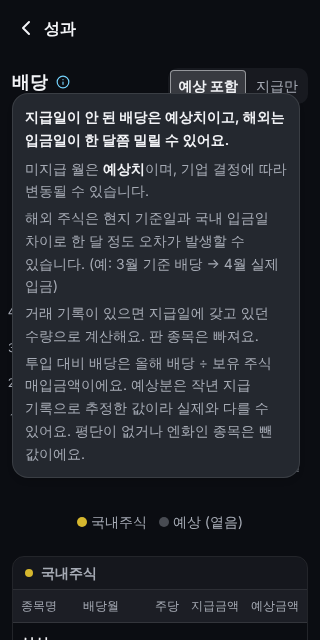 성과
배당
예상 포함 지급만
지급일이 안 된 배당은 예상치이고, 해외는
입금일이 한 달쯤 밀릴 수 있어요.
미지급 월은 예상치이며, 기업 결정에 따라
변동될 수 있습니다.
해외 주식은 현지 기준일과 국내 입금일
차이로 한 달 정도 오차가 발생할 수
있습니다. (예: 3월 기준 배당 → 4월 실제
입금)
거래 기록이 있으면 지급일에 갖고 있던
수량으로 계산해요. 판 종목은 빠져요.
투입 대비 배당은 올해 배당 ÷ 보유 주식
매입금액이에요. 예상분은 작년 지급
기록으로 추정한 값이라 실제와 다를 수
있어요. 평단이 없거나 엔화인 종목은 뺀
값이에요.
국내주식 예상 (옅음)
국내주식
종목명 배당월 주당 지급금액 예상금액